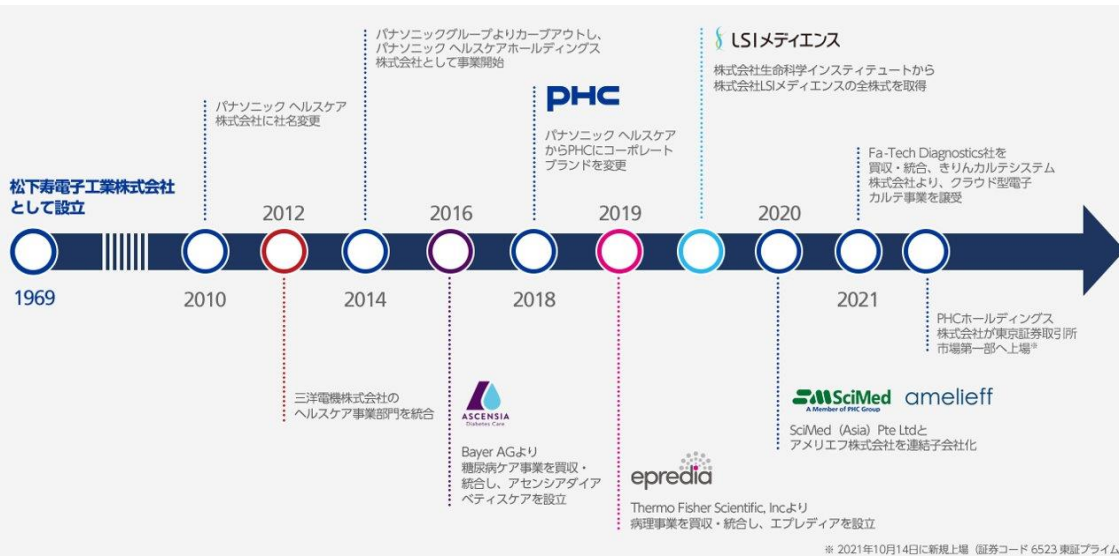 松下寿電子工業株式会社
として設立
1969
パナソニック ヘルスケア
株式会社に社名変更
2010
2012
三洋電機株式会社の
ヘルスケア事業部門を統合
パナソニックグループよりカーブアウトし、
パナソニック ヘルスケアホールディングス
株式会社として事業開始
2014
2016
ASCENSIA
Diabetes Care
Bayer AGより
糖尿病ケア事業を買収・
統合し、アセンシアダイア
ベティスケアを設立
PHC
パナソニック ヘルスケア
からPHCにコーポレート
ブランドを変更
2018
2019
epredia
Thermo Fisher Scientific, Incより
病理事業を買収・統合し、エプレディアを設立
LSIメディエンス
株式会社生命科学インスティテュートから
株式会社LSIメディエンスの全株式を取得
2020
SciMed
A Member of PHC Group
amelieff
SciMed（Asia）Pte Ltdと
アメリエフ株式会社を連結子会社化
Fa-Tech Diagnostics社を
買収・統合、きりんカルテシステム
株式会社より、クラウド型電子
カルテ事業を譲受
2021
PHCホールディングス
株式会社が東京証券取引所
市場第一部へ上場※
※ 2021年10月14日に新規上場（証券コード 6523 東証プライム